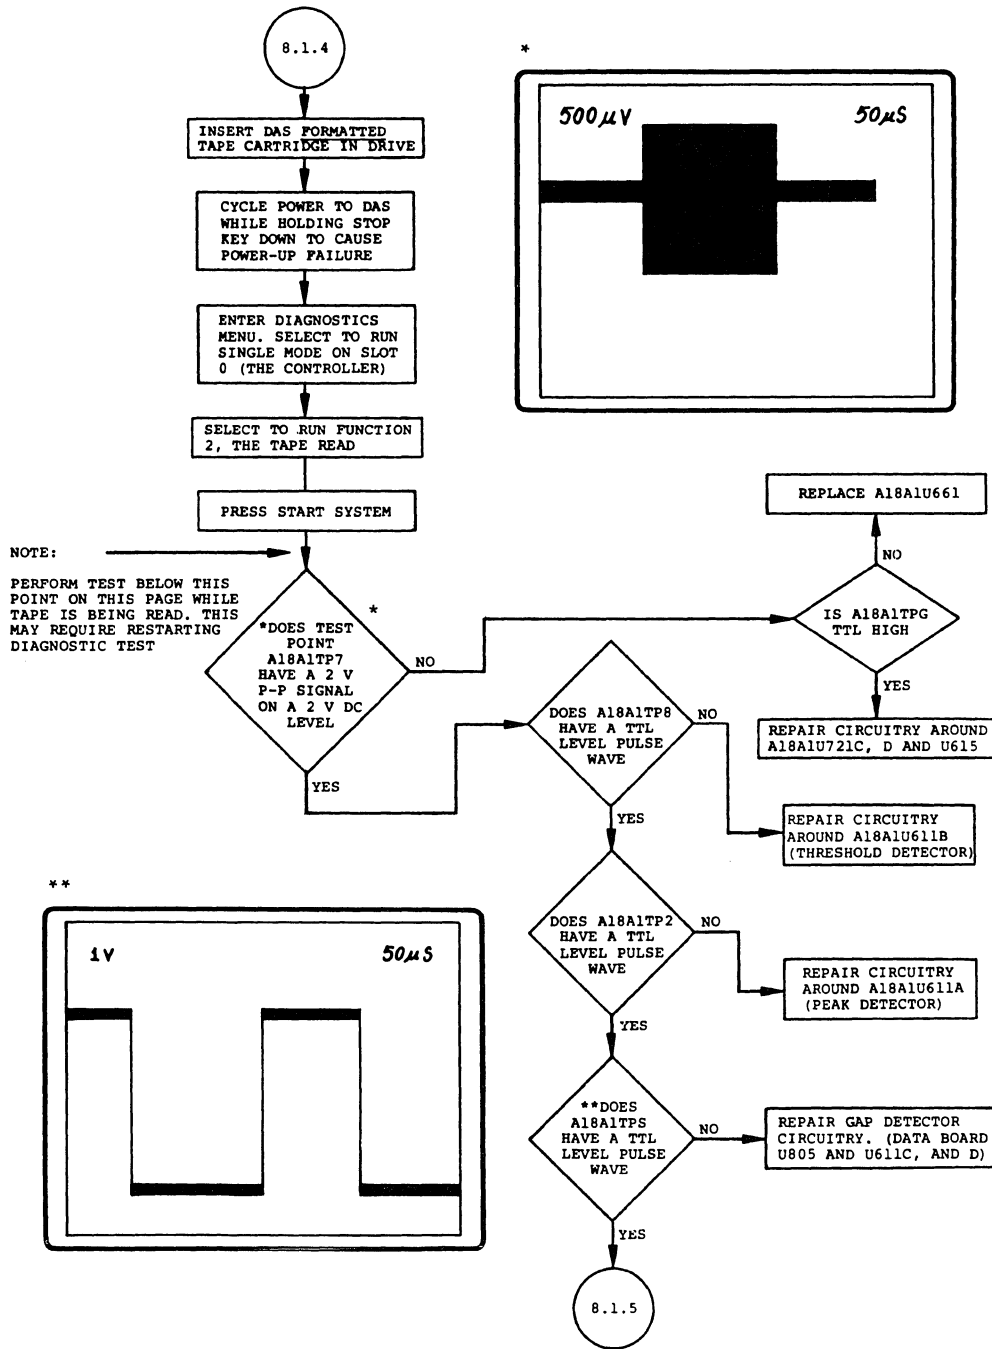 8.1.4
INSERT DAS FORMATTED
TAPE CARTRIDGE IN DRIVE
CYCLE POWER TO DAS
WHILE HOLDING STOP
KEY DOWN TO CAUSE
POWER-UP FAILURE
ENTER DIAGNOSTICS
MENU. SELECT TO RUN
SINGLE MODE ON SLOT
0 (THE CONTROLLER)
SELECT TO RUN FUNCTION
2, THE TAPE READ
PRESS START SYSTEM
*
500µV
50µS
NOTE:
PERFORM TEST BELOW THIS
POINT ON THIS PAGE WHILE
TAPE IS BEING READ. THIS
MAY REQUIRE RESTARTING
DIAGNOSTIC TEST
*
*DOES TEST
POINT
A18A1TP7
HAVE A 2 V
P-P SIGNAL
ON A 2 V DC
LEVEL
NO
YES
REPLACE A18A1U661
NO
IS A18A1TPG
TTL HIGH
YES
REPAIR CIRCUITRY AROUND
A18A1U721C, D AND U615
DOES A18A1TP8
HAVE A TTL
LEVEL PULSE
WAVE
NO
YES
REPAIR CIRCUITRY
AROUND A18A1U611B
(THRESHOLD DETECTOR)
DOES A18A1TP2
HAVE A TTL
LEVEL PULSE
WAVE
NO
YES
REPAIR CIRCUITRY
AROUND A18A1U611A
(PEAK DETECTOR)
**DOES
A18A1TPS
HAVE A TTL
LEVEL PULSE
WAVE
NO
YES
REPAIR GAP DETECTOR
CIRCUITRY. (DATA BOARD
U805 AND U611C, AND D)
8.1.5
**
1V
50µS